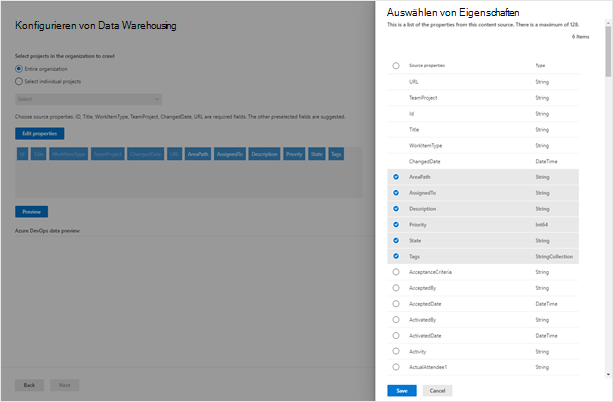 Konfigurieren von Data Warehousing
Select projects in the organization to crawl
Entire organization
Select individual projects
Select
Choose source properties. ID, Title, WorkItemType, TeamProject, ChangedDate, URL are required fields. The other preselected fields are suggested.
Edit properties
Id Title WorkItemType TeamProject ChangedDate URL AreaPath AssignedTo Description Priority State Tags
Preview
Azure DevOps data preview
Back Next
Auswählen von Eigenschaften
This is a list of the properties from this content source. There is a maximum of 128.
6 items
Source properties Type
URL String
TeamProject String
Id String
Title String
WorkItemType String
ChangedDate DateTime
AreaPath String
AssignedTo String
Description String
Priority Int64
State String
Tags StringCollection
AcceptanceCriteria String
AcceptedBy String
AcceptedDate DateTime
ActivatedBy String
ActivatedDate DateTime
Activity String
ActualAttendee1 String
Save Cancel